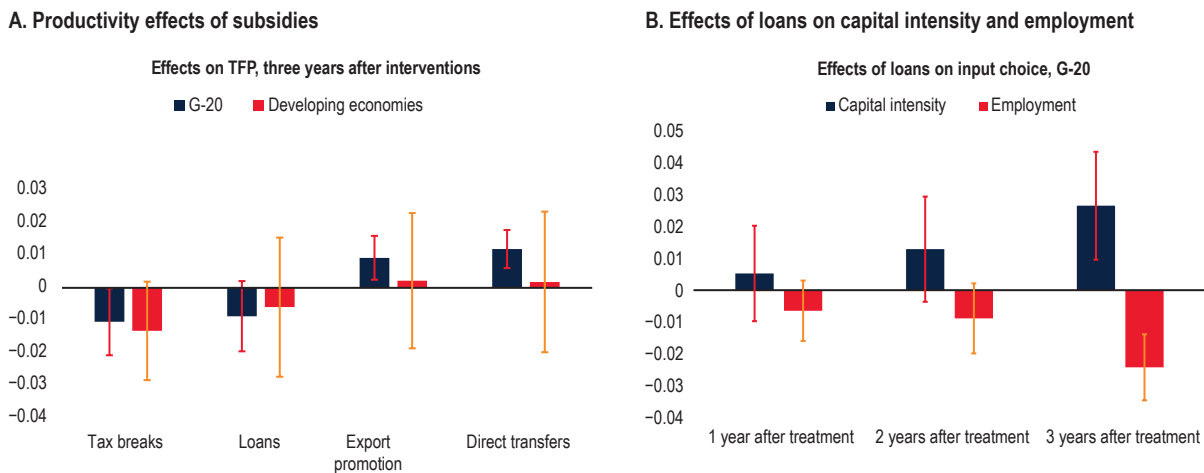 A. Productivity effects of subsidies
Effects on TFP, three years after interventions
G-20 Developing economies
0.03
0.02
0.01
0
−0.01
−0.02
−0.03
−0.04
Tax breaks Loans Export promotion Direct transfers
B. Effects of loans on capital intensity and employment
Effects of loans on input choice, G-20
Capital intensity Employment
0.05
0.04
0.03
0.02
0.01
0
−0.01
−0.02
−0.03
−0.04
1 year after treatment 2 years after treatment 3 years after treatment